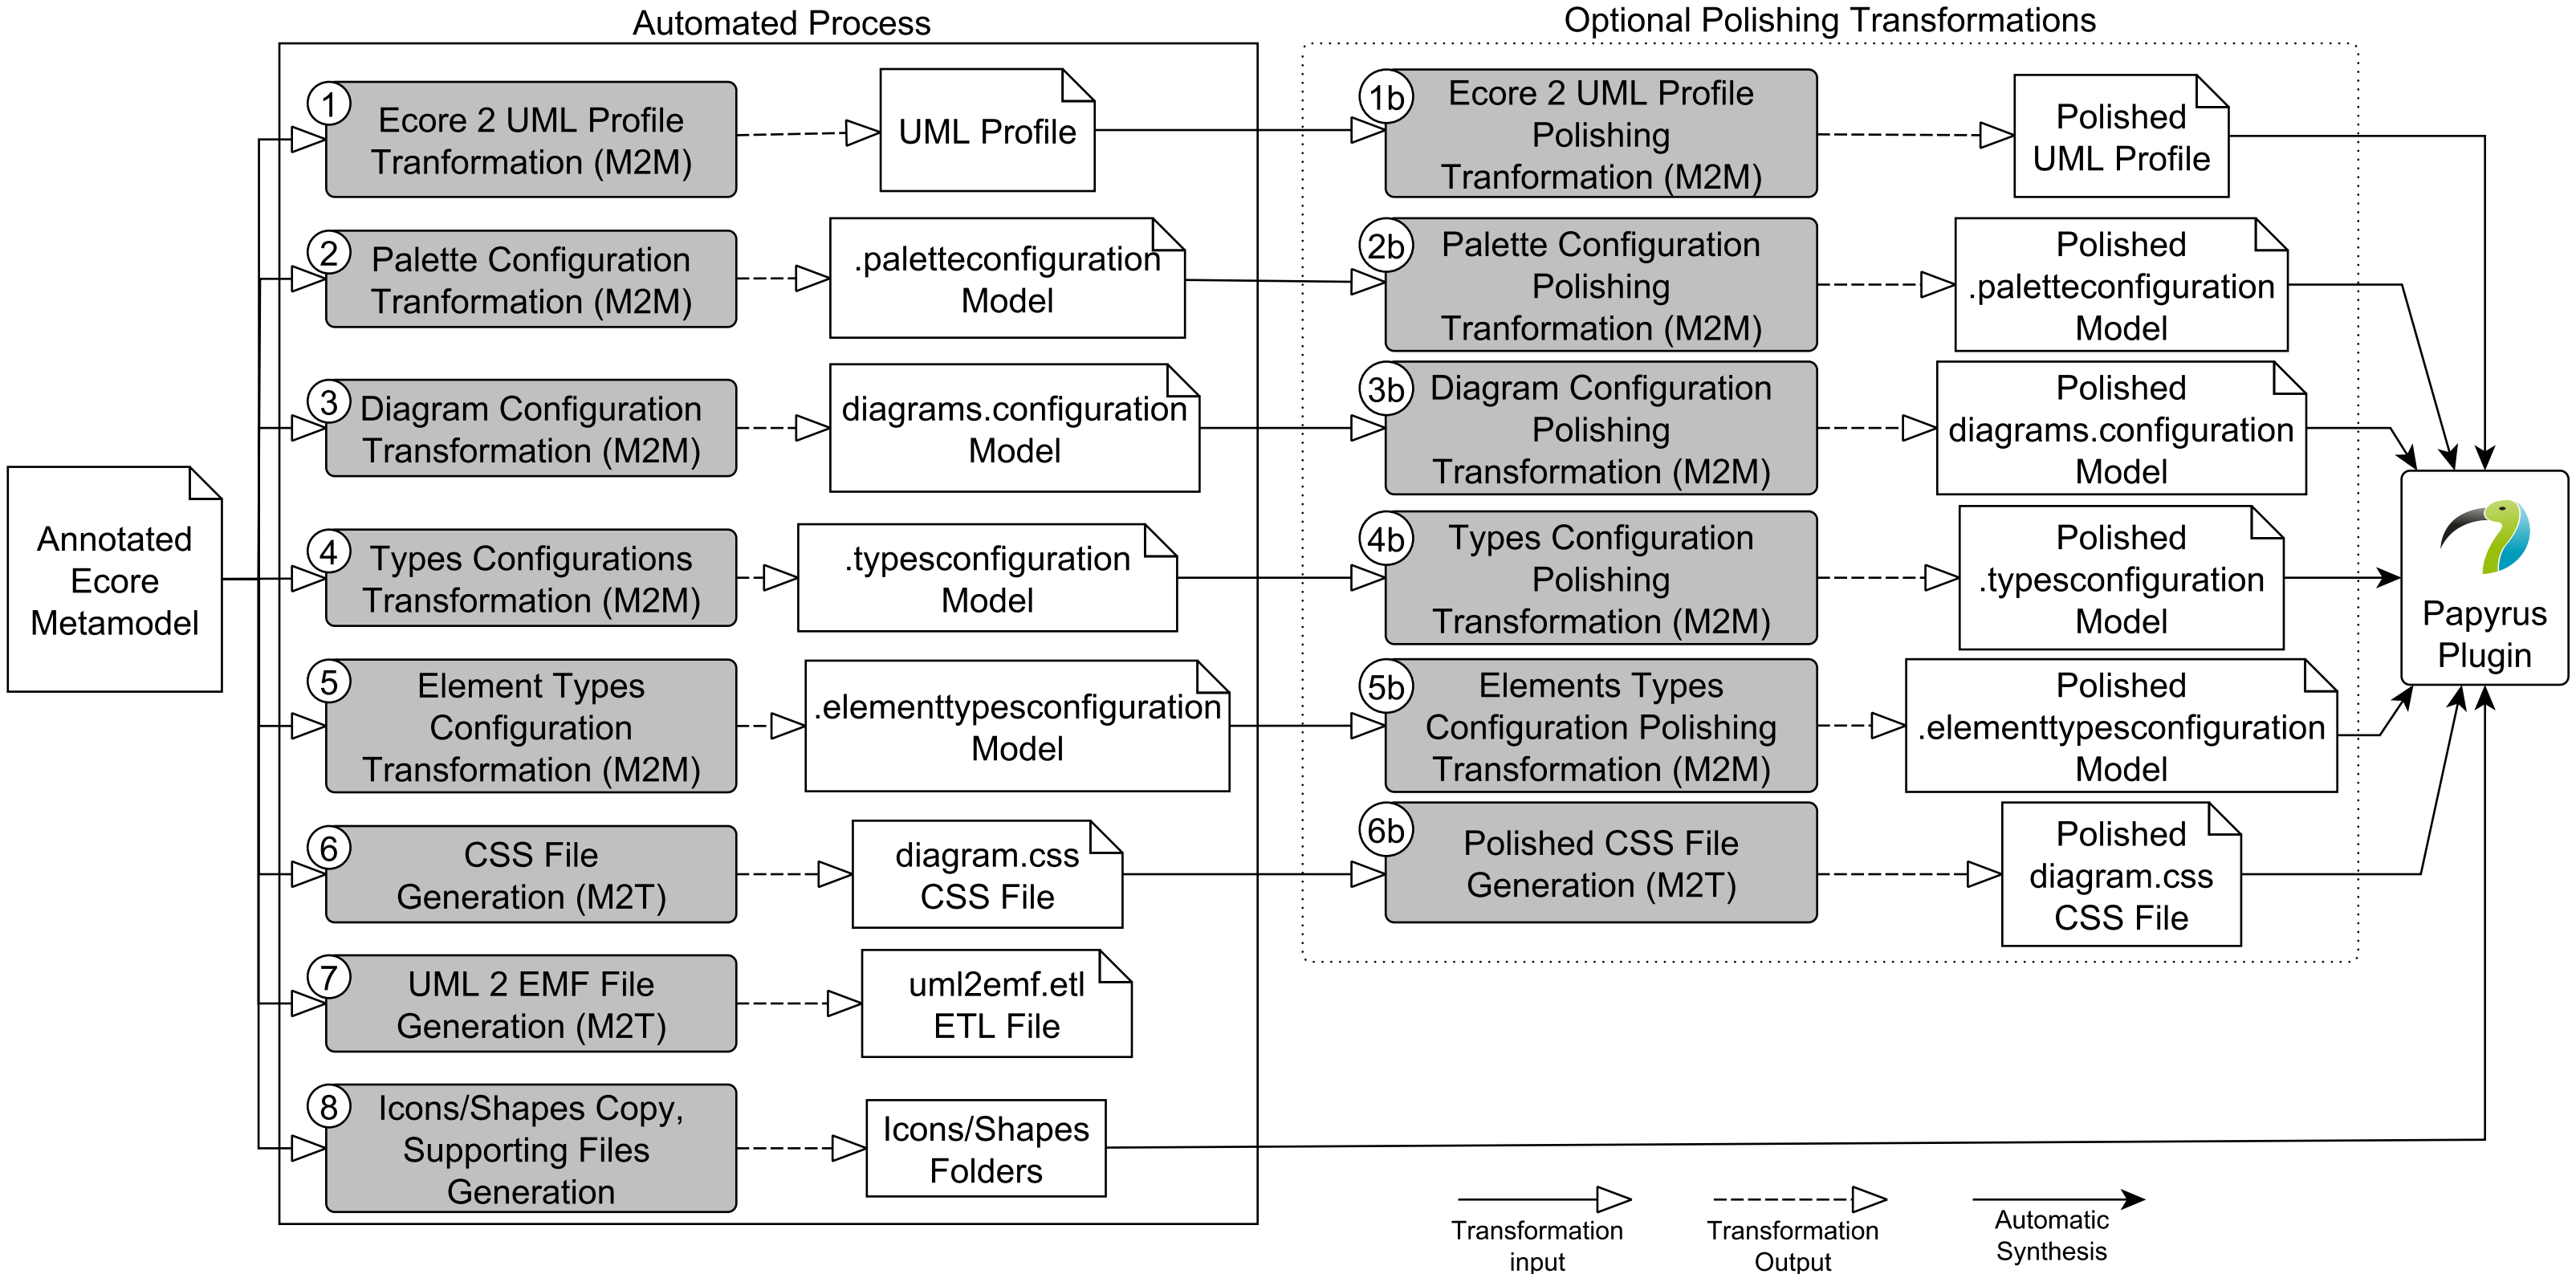 Automated Process
Optional Polishing Transformations
Annotated
Ecore
Metamodel
1
Ecore 2 UML Profile
Tranformation (M2M)
UML Profile
1b
Ecore 2 UML Profile
Polishing
Tranformation (M2M)
Polished
UML Profile
2
Palette Configuration
Tranformation (M2M)
.paletteconfiguration
Model
2b
Palette Configuration
Polishing
Tranformation (M2M)
Polished
.paletteconfiguration
Model
3
Diagram Configuration
Transformation (M2M)
diagrams.configuration
Model
3b
Diagram Configuration
Polishing
Transformation (M2M)
Polished
diagrams.configuration
Model
4
Types Configurations
Transformation (M2M)
.typesconfiguration
Model
4b
Types Configuration
Polishing
Transformation (M2M)
Polished
.typesconfiguration
Model
5
Element Types
Configuration
Transformation (M2M)
.elementtypesconfiguration
Model
5b
Elements Types
Configuration Polishing
Transformation (M2M)
Polished
.elementtypesconfiguration
Model
6
CSS File
Generation (M2T)
diagram.css
CSS File
6b
Polished CSS File
Generation (M2T)
Polished
diagram.css
CSS File
7
UML 2 EMF File
Generation (M2T)
uml2emf.etl
ETL File
8
Icons/Shapes Copy,
Supporting Files
Generation
Icons/Shapes
Folders
Papyrus
Plugin
Transformation
input
Transformation
Output
Automatic
Synthesis